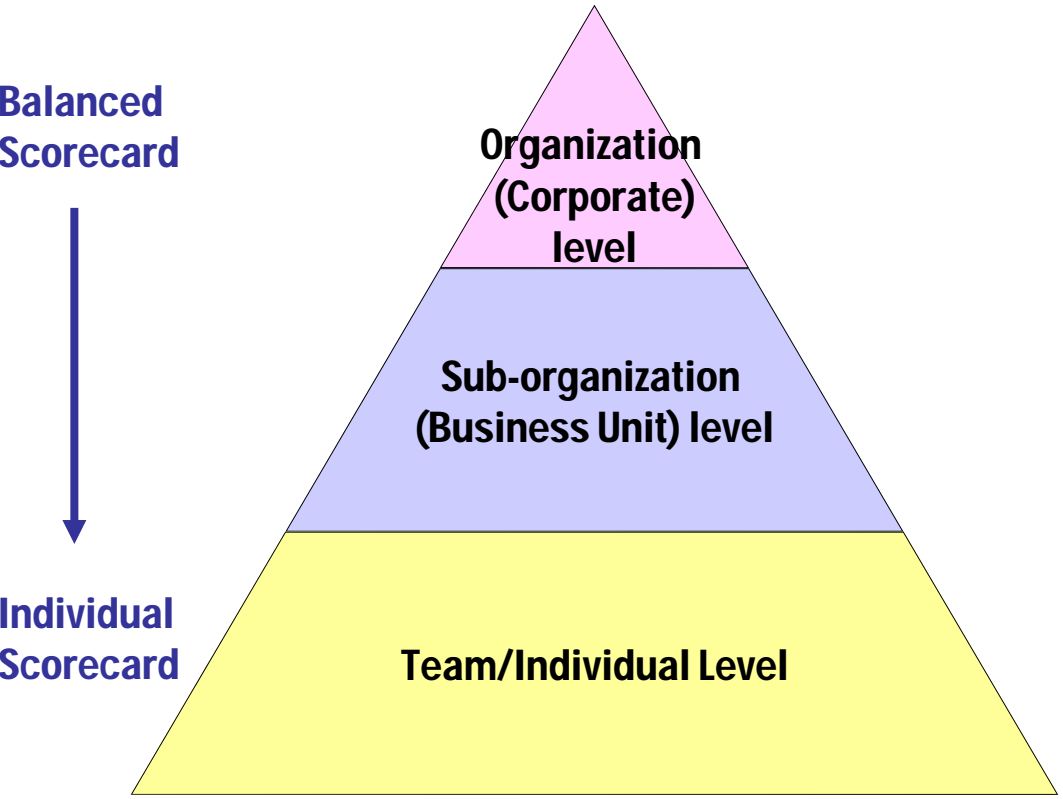 Balanced
Scorecard
Organization
(Corporate)
level
Sub-organization
(Business Unit) level
Individual
Scorecard
Team/Individual Level